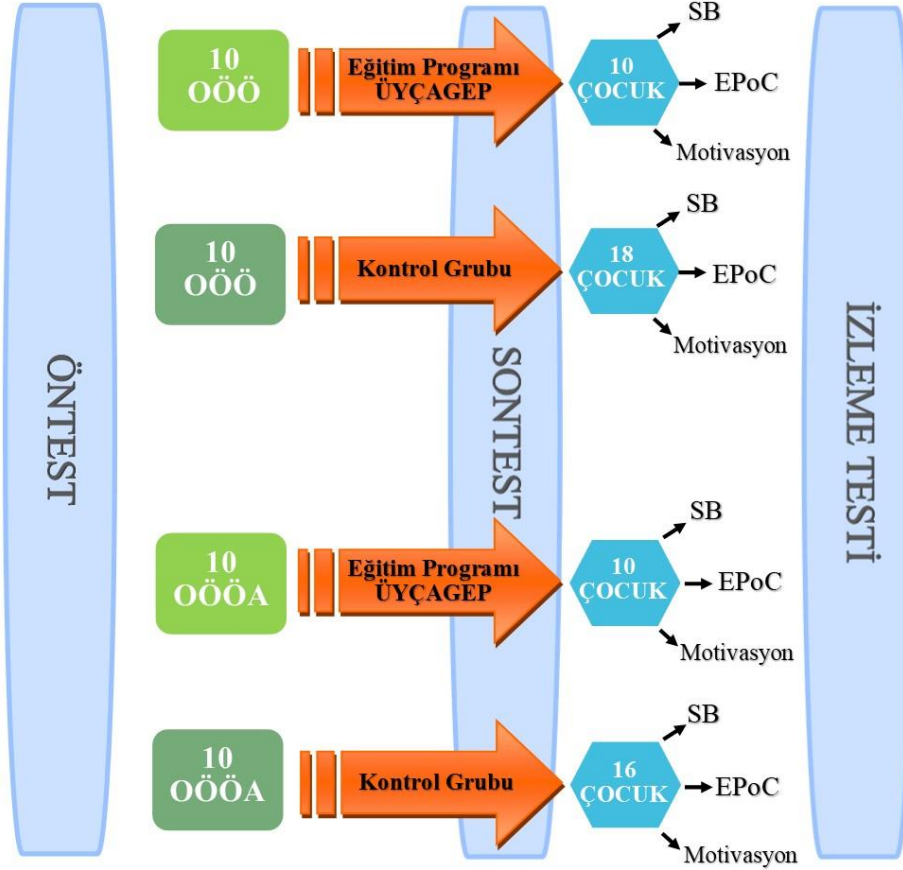 ÖNTEST
10
OÖÖ
Eğitim Programı
ÜYÇAGEP
10
ÇOCUK
SB
EPoC
Motivasyon
10
OÖÖ
Kontrol Grubu
18
ÇOCUK
SB
EPoC
Motivasyon
SONTEST
10
OÖÖA
Eğitim Programı
ÜYÇAGEP
10
ÇOCUK
SB
EPoC
Motivasyon
10
OÖÖA
Kontrol Grubu
16
ÇOCUK
SB
EPoC
Motivasyon
İZLEME TESTİ